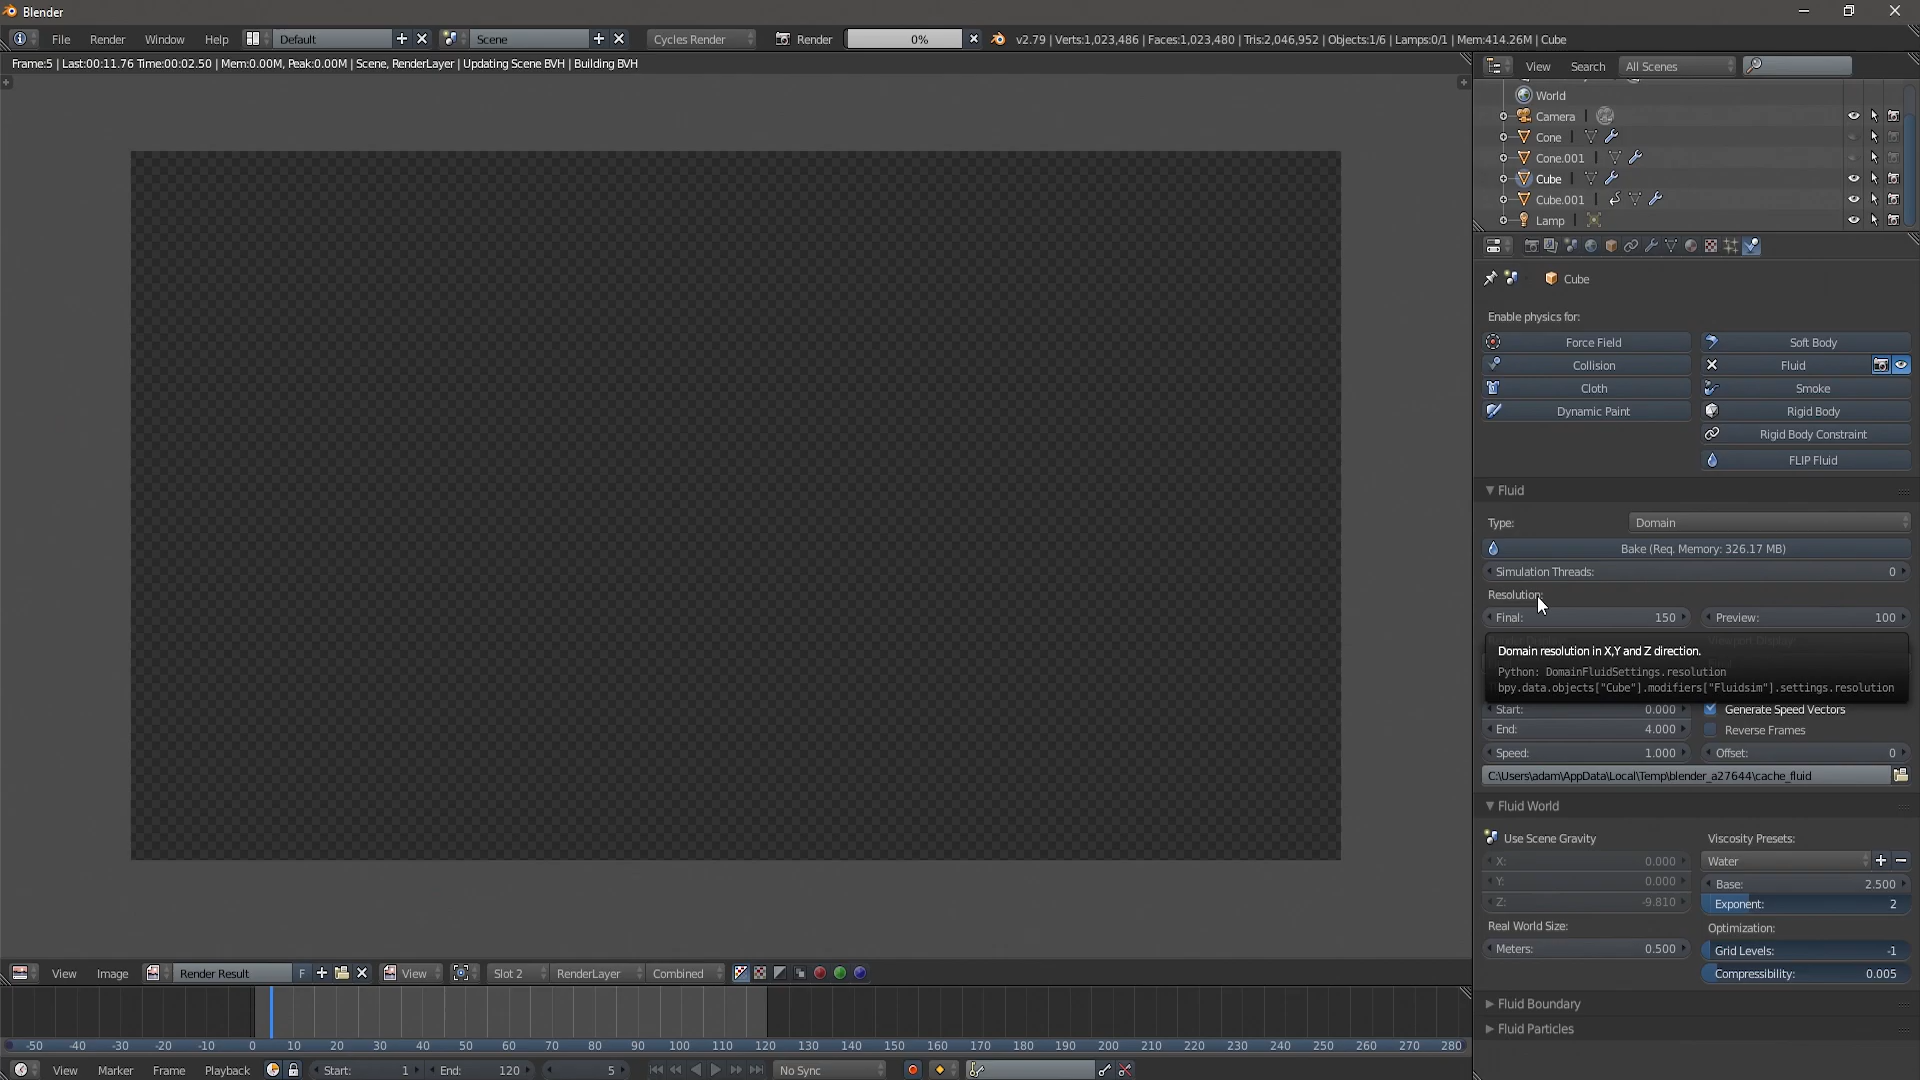 Blender
File Render Window Help Default Scene Cycles Render Render 0% v2.79 | Verts:1,023,486 | Faces:1,023,480 | Tris:2,046,952 | Objects:1/6 | Lamps:0/1 | Mem:414.26M | Cube
Frame:5 | Last:00:11.76 Time:00:02.50 | Mem:0.00M, Peak:0.00M | Scene, RenderLayer | Updating Scene BVH | Building BVH
View Search All Scenes
World
Camera
Cone
Cone.001
Cube
Cube.001
Lamp
Cube
Enable physics for:
Force Field Soft Body
Collision Fluid
Cloth Smoke
Dynamic Paint Rigid Body
Rigid Body Constraint
FLIP Fluid
Fluid
Type: Domain
Bake (Req. Memory: 326.17 MB)
Simulation Threads: 0
Resolution:
Final: 150 Preview: 100
Domain resolution in X,Y and Z direction.
Python: DomainFluidSettings.resolution
bpy.data.objects["Cube"].modifiers["Fluidsim"].settings.resolution
Start: 0.000 Generate Speed Vectors
End: 4.000 Reverse Frames
Speed: 1.000 Offset: 0
C:\Users\adam\AppData\Local\Temp\blender_a27644\cache_fluid
Fluid World
Use Scene Gravity Viscosity Presets:
X: 0.000 Water
Y: 0.000 Base: 2.500
Z: -9.810 Exponent: 2
Real World Size: Optimization:
Meters: 0.500 Grid Levels: -1
Compressibility: 0.005
Fluid Boundary
Fluid Particles
View Image Render Result F View Slot 2 RenderLayer Combined
-50 -40 -30 -20 -10 0 10 20 30 40 50 60 70 80 90 100 110 120 130 140 150 160 170 180 190 200 210 220 230 240 250 260 270 280
View Marker Frame Playback Start: 1 End: 120 5 No Sync